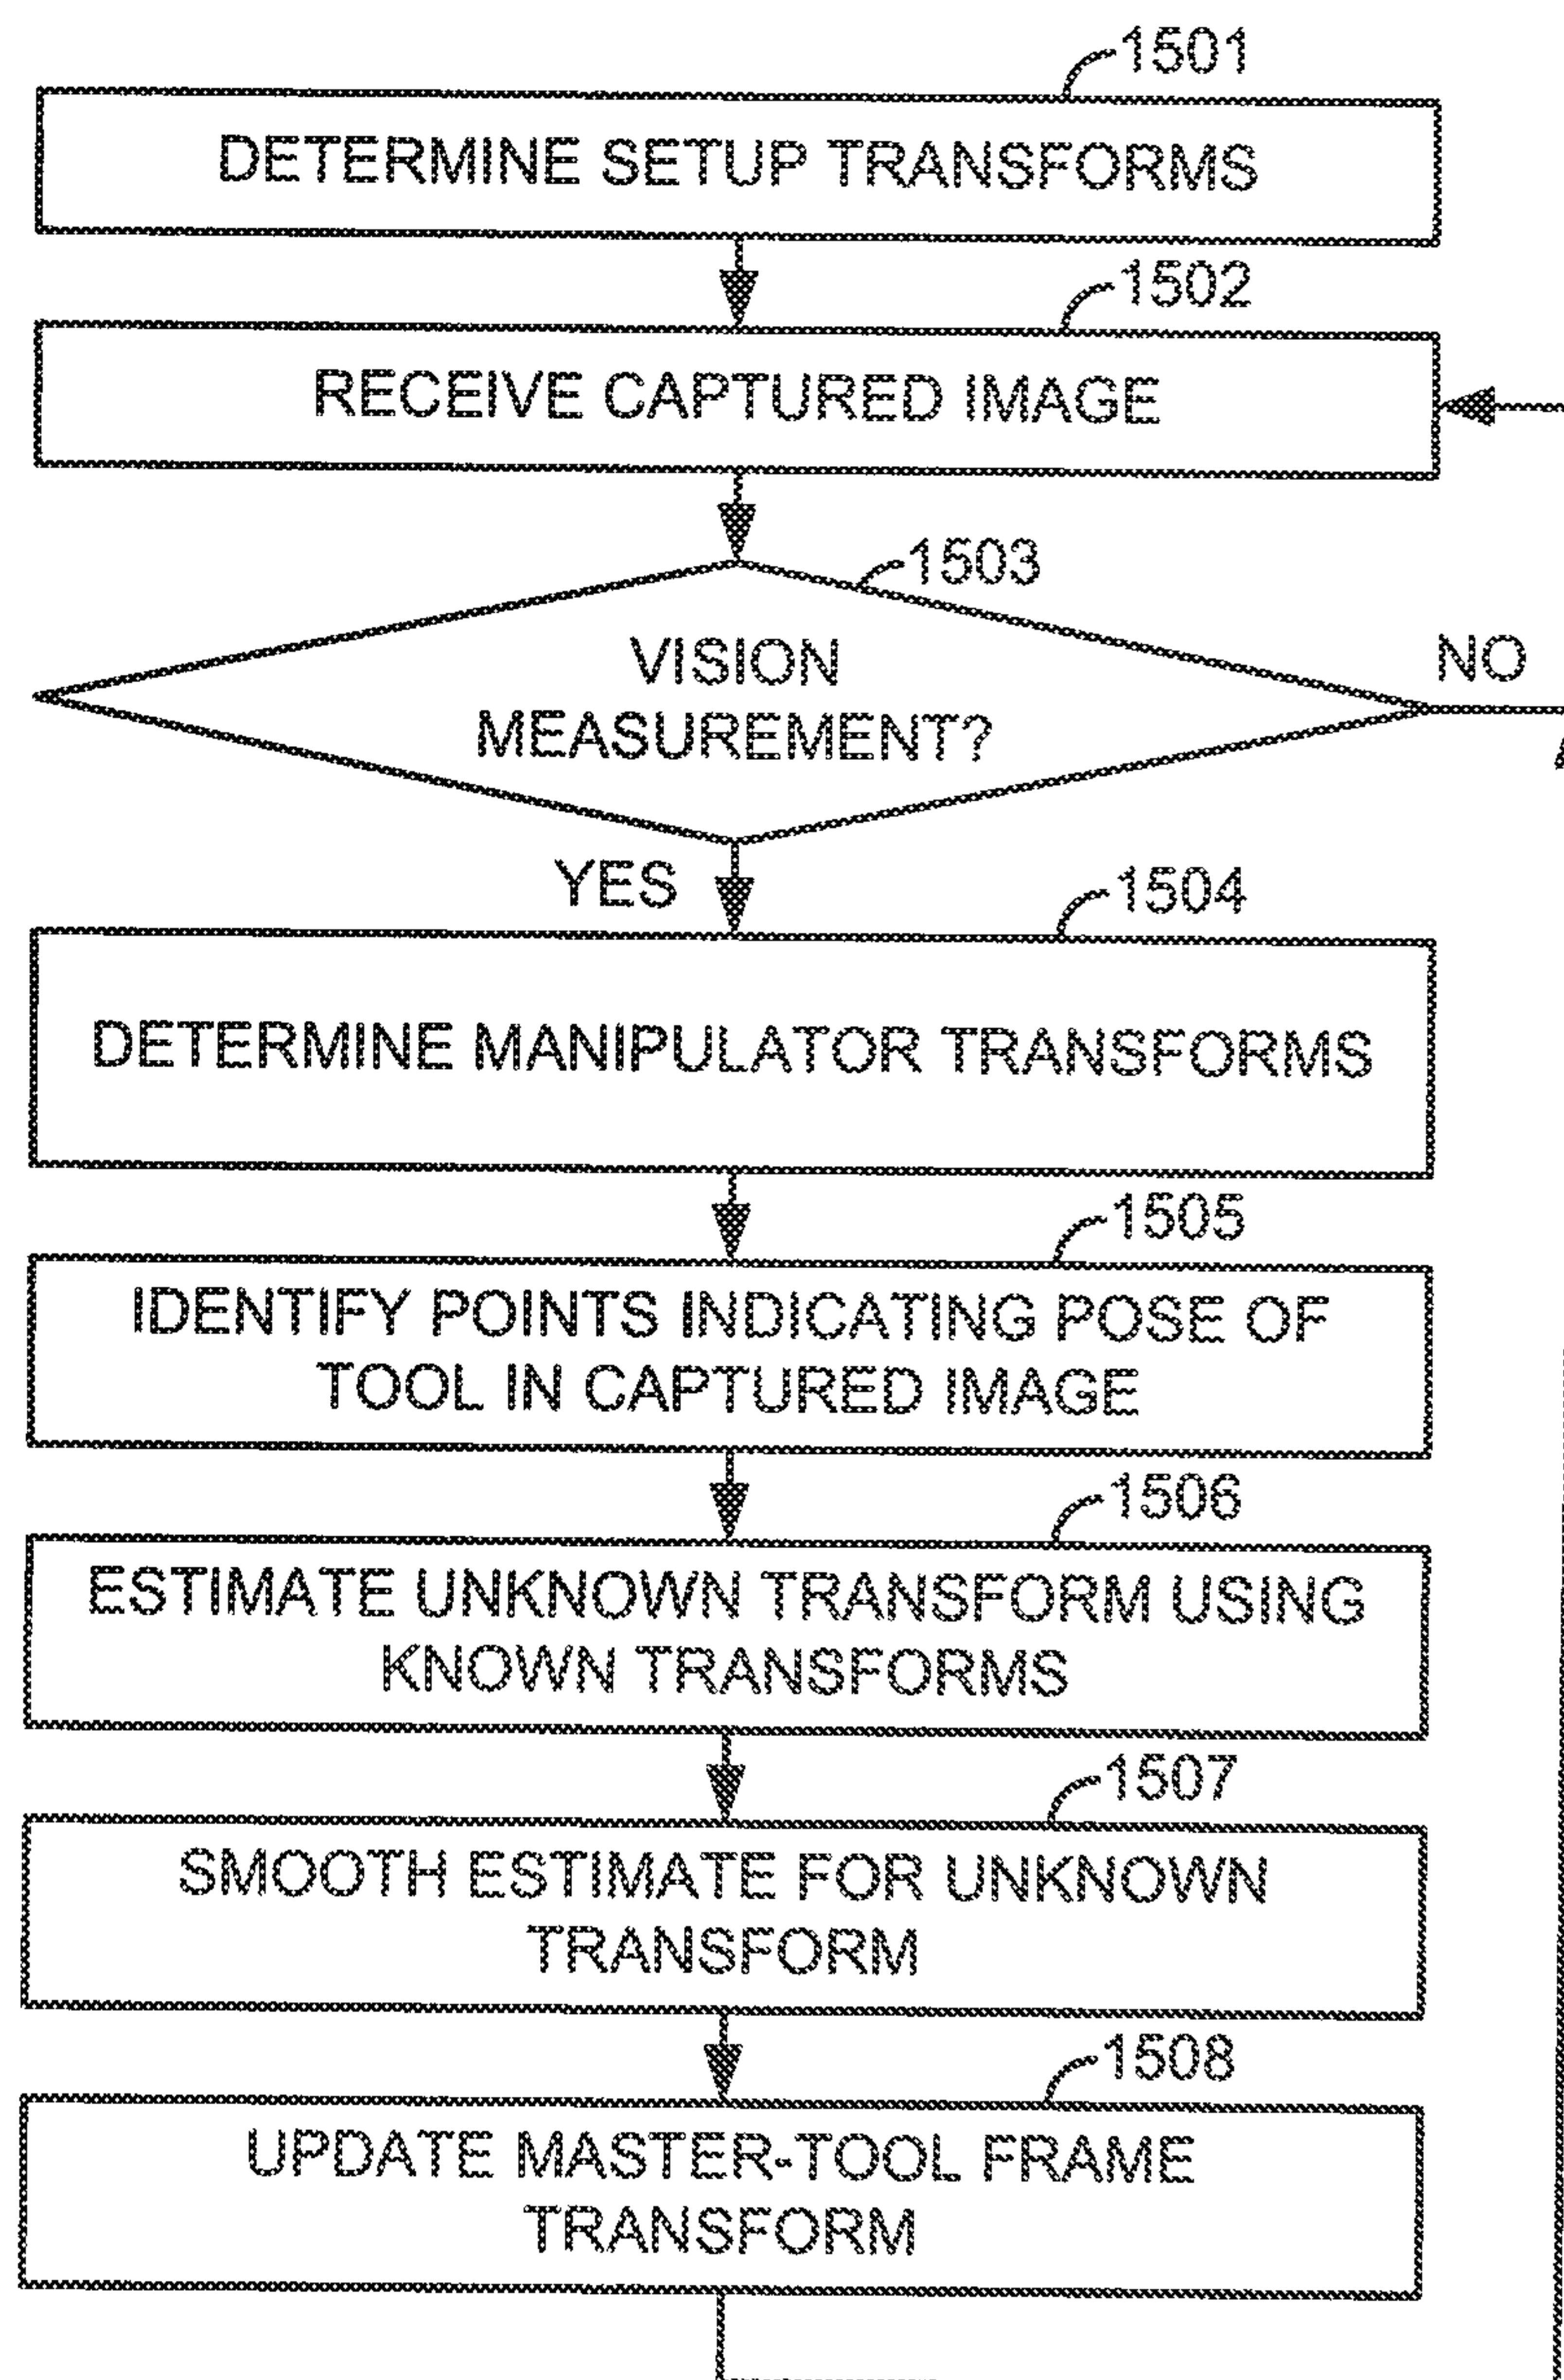 1501
DETERMINE SETUP TRANSFORMS
1502
RECEIVE CAPTURED IMAGE
1503
VISION
MEASUREMENT?
NO
YES
1504
DETERMINE MANIPULATOR TRANSFORMS
1505
IDENTIFY POINTS INDICATING POSE OF
TOOL IN CAPTURED IMAGE
1506
ESTIMATE UNKNOWN TRANSFORM USING
KNOWN TRANSFORMS
1507
SMOOTH ESTIMATE FOR UNKNOWN
TRANSFORM
1508
UPDATE MASTER-TOOL FRAME
TRANSFORM